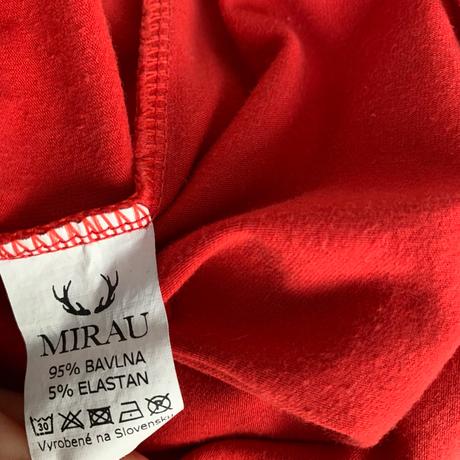 MIRAU
95% BAVLNA
5% ELASTAN
30
Vyrobené na Slovensku